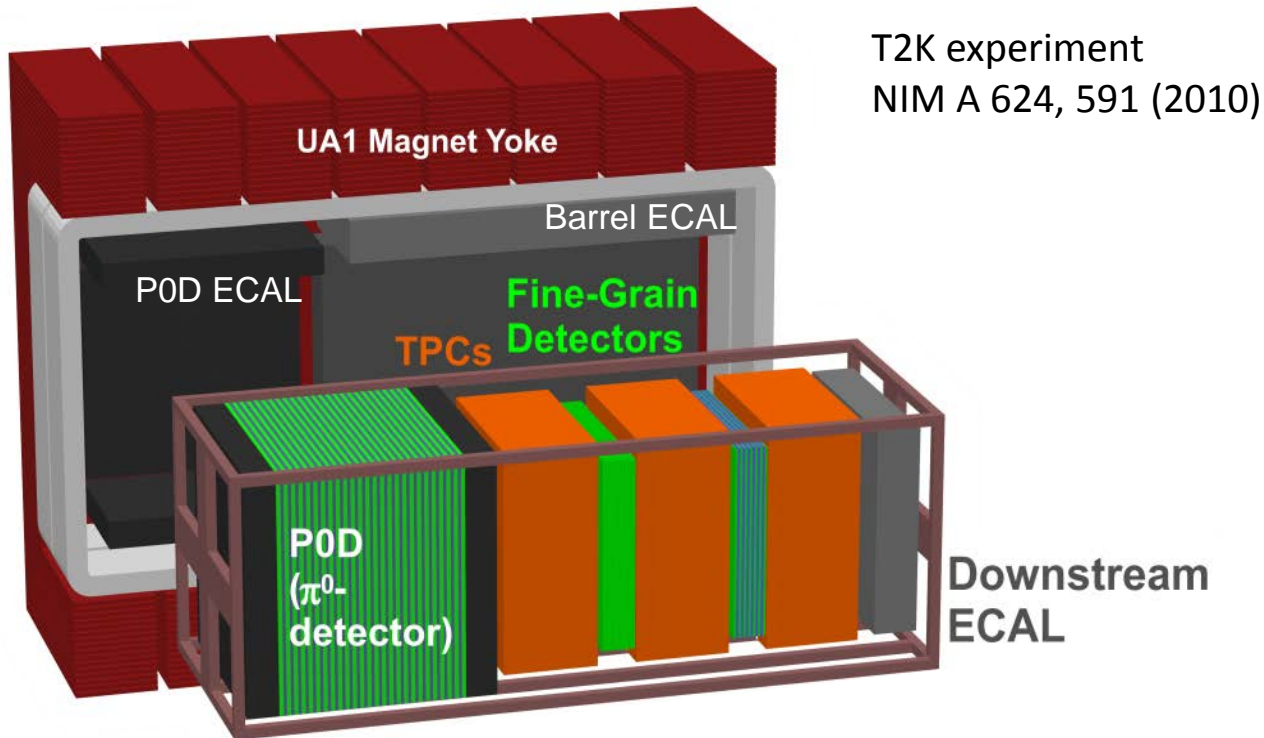 T2K experiment
NIM A 624, 591 (2010)
UA1 Magnet Yoke
Barrel ECAL
P0D ECAL
Fine-Grain
Detectors
TPCs
P0D
(π⁰-
detector)
Downstream
ECAL